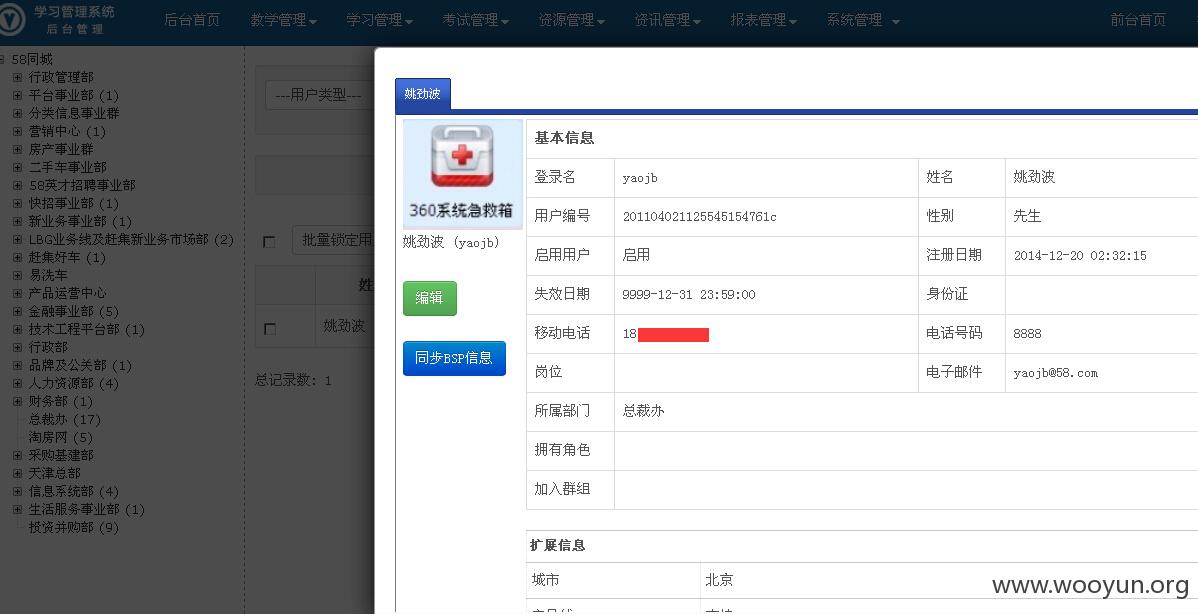 学习管理系统
后台管理
后台首页 教学管理 学习管理 考试管理 资源管理 资讯管理 报表管理 系统管理 前台首页
58同城
行政管理部
平台事业部 (1)
分类信息事业群
营销中心 (1)
房产事业群
二手车事业部
58英才招聘事业部
快招事业部 (1)
新业务事业部 (1)
LBG业务线及赶集新业务市场部 (2)
赶集好车 (1)
易洗车
产品运营中心
金融事业部 (5)
技术工程平台部 (1)
行政部
品牌及公关部 (1)
人力资源部 (4)
财务部 (1)
总裁办 (17)
淘房网 (5)
采购基建部
天津总部
信息系统部 (4)
生活服务事业部 (1)
投资并购部 (9)
---用户类型---
批量锁定用
姓
姚劲波
总记录数: 1
姚劲波
360系统急救箱
姚劲波 (yaojb)
编辑
同步BSP信息
基本信息
登录名 yaojb 姓名 姚劲波
用户编号 201104021125545154761c 性别 先生
启用用户 启用 注册日期 2014-12-20 02:32:15
失效日期 9999-12-31 23:59:00 身份证
移动电话 18 电话号码 8888
岗位 电子邮件 yaojb@58.com
所属部门 总裁办
拥有角色
加入群组
扩展信息
城市 北京
www.wooyun.org